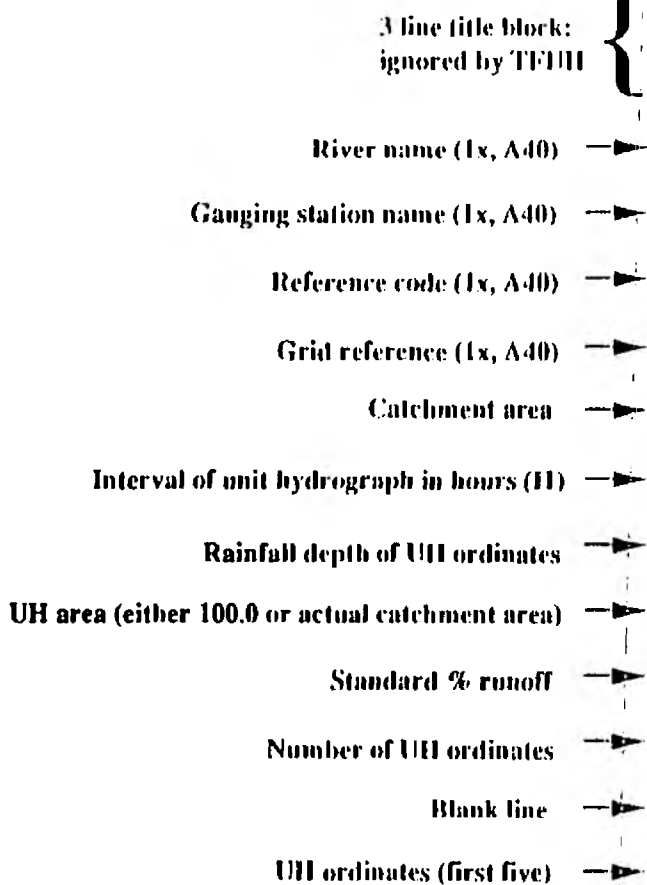 3 line title block:
ignored by TFUH
River name (1x, A40)
Gauging station name (1x, A40)
Reference code (1x, A40)
Grid reference (1x, A40)
Catchment area
Interval of unit hydrograph in hours (H)
Rainfall depth of UH ordinates
UH area (either 100.0 or actual catchment area)
Standard % runoff
Number of UH ordinates
Blank line
UH ordinates (first five)